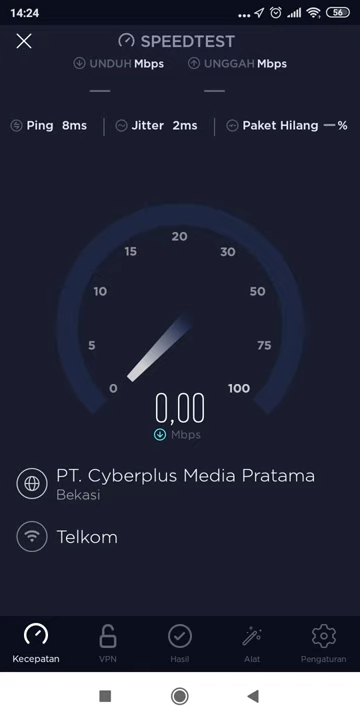 14:24
56
SPEEDTEST
UNDUH Mbps
UNGGAH Mbps
Ping 8ms
Jitter 2ms
Paket Hilang —%
20
15
30
10
50
5
75
0
100
0,00
Mbps
PT. Cyberplus Media Pratama
Bekasi
Telkom
Kecepatan
VPN
Hasil
Alat
Pengaturan